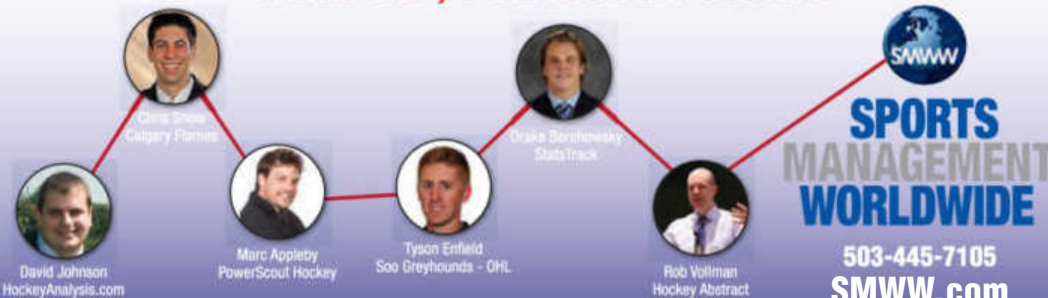 Chris Snow
Calgary Flames
Drake Berehowsky
StatsTrack
David Johnson
HockeyAnalysis.com
Marc Appleby
PowerScout Hockey
Tyson Enfield
Soo Greyhounds - OHL
Rob Vollman
Hockey Abstract
SMWW
SPORTS
MANAGEMENT
WORLDWIDE
503-445-7105
SMWW.com